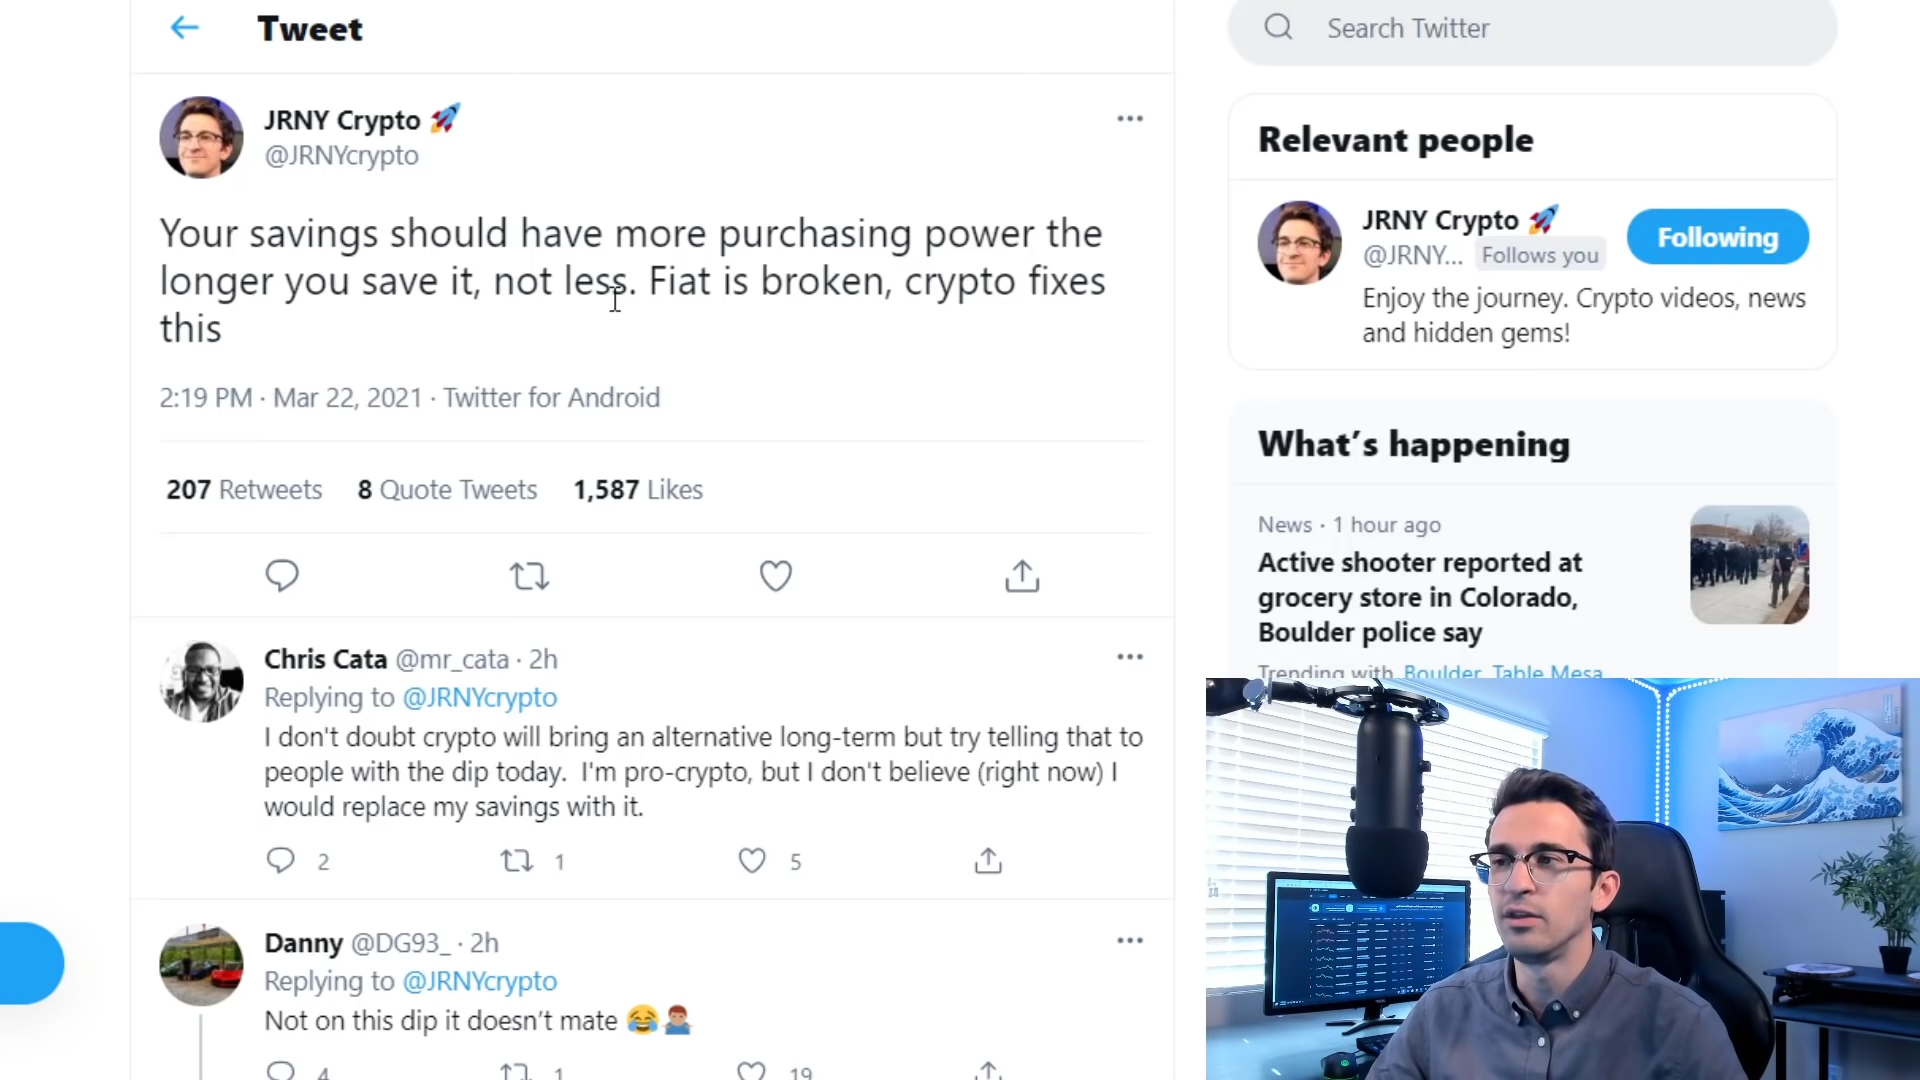 Tweet
JRNY Crypto 🚀
@JRNYcrypto
Your savings should have more purchasing power the
longer you save it, not less. Fiat is broken, crypto fixes
this
2:19 PM · Mar 22, 2021 · Twitter for Android
207 Retweets 8 Quote Tweets 1,587 Likes
Chris Cata @mr_cata · 2h
Replying to @JRNYcrypto
I don't doubt crypto will bring an alternative long-term but try telling that to
people with the dip today. I'm pro-crypto, but I don't believe (right now) I
would replace my savings with it.
2 1 5
Danny @DG93_ · 2h
Replying to @JRNYcrypto
Not on this dip it doesn't mate 😂🤷🏽‍♂️
4 1 19
Search Twitter
Relevant people
JRNY Crypto 🚀
@JRNY... Follows you
Following
Enjoy the journey. Crypto videos, news
and hidden gems!
What's happening
News · 1 hour ago
Active shooter reported at
grocery store in Colorado,
Boulder police say
Trending with Boulder, Table Mesa